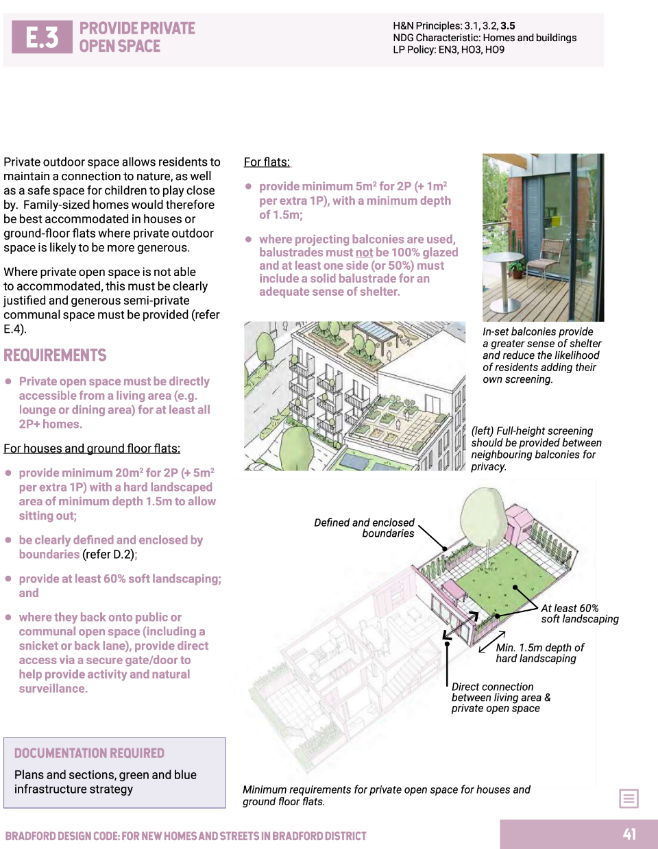 E.3
PROVIDE PRIVATE
OPEN SPACE
H&N Principles: 3.1, 3.2, 3.5
NDG Characteristic: Homes and buildings
LP Policy: EN3, HO3, HO9
Private outdoor space allows residents to
maintain a connection to nature, as well
as a safe space for children to play close
by. Family-sized homes would therefore
be best accommodated in houses or
ground-floor flats where private outdoor
space is likely to be more generous.
Where private open space is not able
to accommodated, this must be clearly
justified and generous semi-private
communal space must be provided (refer
E.4).
REQUIREMENTS
• Private open space must be directly
accessible from a living area (e.g.
lounge or dining area) for at least all
2P+ homes.
For houses and ground floor flats:
• provide minimum 20m² for 2P (+ 5m²
per extra 1P) with a hard landscaped
area of minimum depth 1.5m to allow
sitting out;
• be clearly defined and enclosed by
boundaries (refer D.2);
• provide at least 60% soft landscaping;
and
• where they back onto public or
communal open space (including a
snicket or back lane), provide direct
access via a secure gate/door to
help provide activity and natural
surveillance.
DOCUMENTATION REQUIRED
Plans and sections, green and blue
infrastructure strategy
For flats:
• provide minimum 5m² for 2P (+ 1m²
per extra 1P), with a minimum depth
of 1.5m;
• where projecting balconies are used,
balustrades must not be 100% glazed
and at least one side (or 50%) must
include a solid balustrade for an
adequate sense of shelter.
In-set balconies provide
a greater sense of shelter
and reduce the likelihood
of residents adding their
own screening.
(left) Full-height screening
should be provided between
neighbouring balconies for
privacy.
Defined and enclosed
boundaries
At least 60%
soft landscaping
Min. 1.5m depth of
hard landscaping
Direct connection
between living area &
private open space
Minimum requirements for private open space for houses and
ground floor flats.
BRADFORD DESIGN CODE: FOR NEW HOMES AND STREETS IN BRADFORD DISTRICT
41